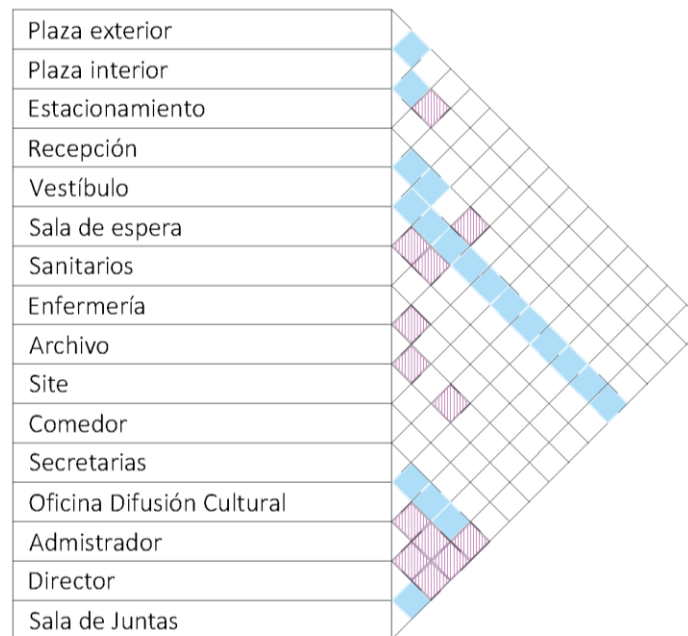 Plaza exterior
Plaza interior
Estacionamiento
Recepción
Vestíbulo
Sala de espera
Sanitarios
Enfermería
Archivo
Site
Comedor
Secretarias
Oficina Difusión Cultural
Admistrador
Director
Sala de Juntas